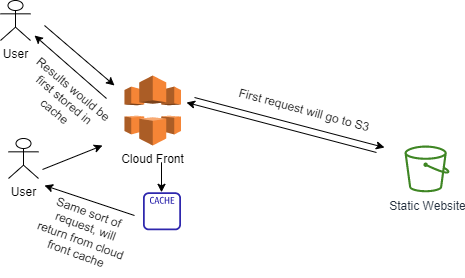 User
Results would be
first stored in
cache
First request will go to S3
Cloud Front
User
CACHE
Static Website
Same sort of
request, will
return from cloud
front cache